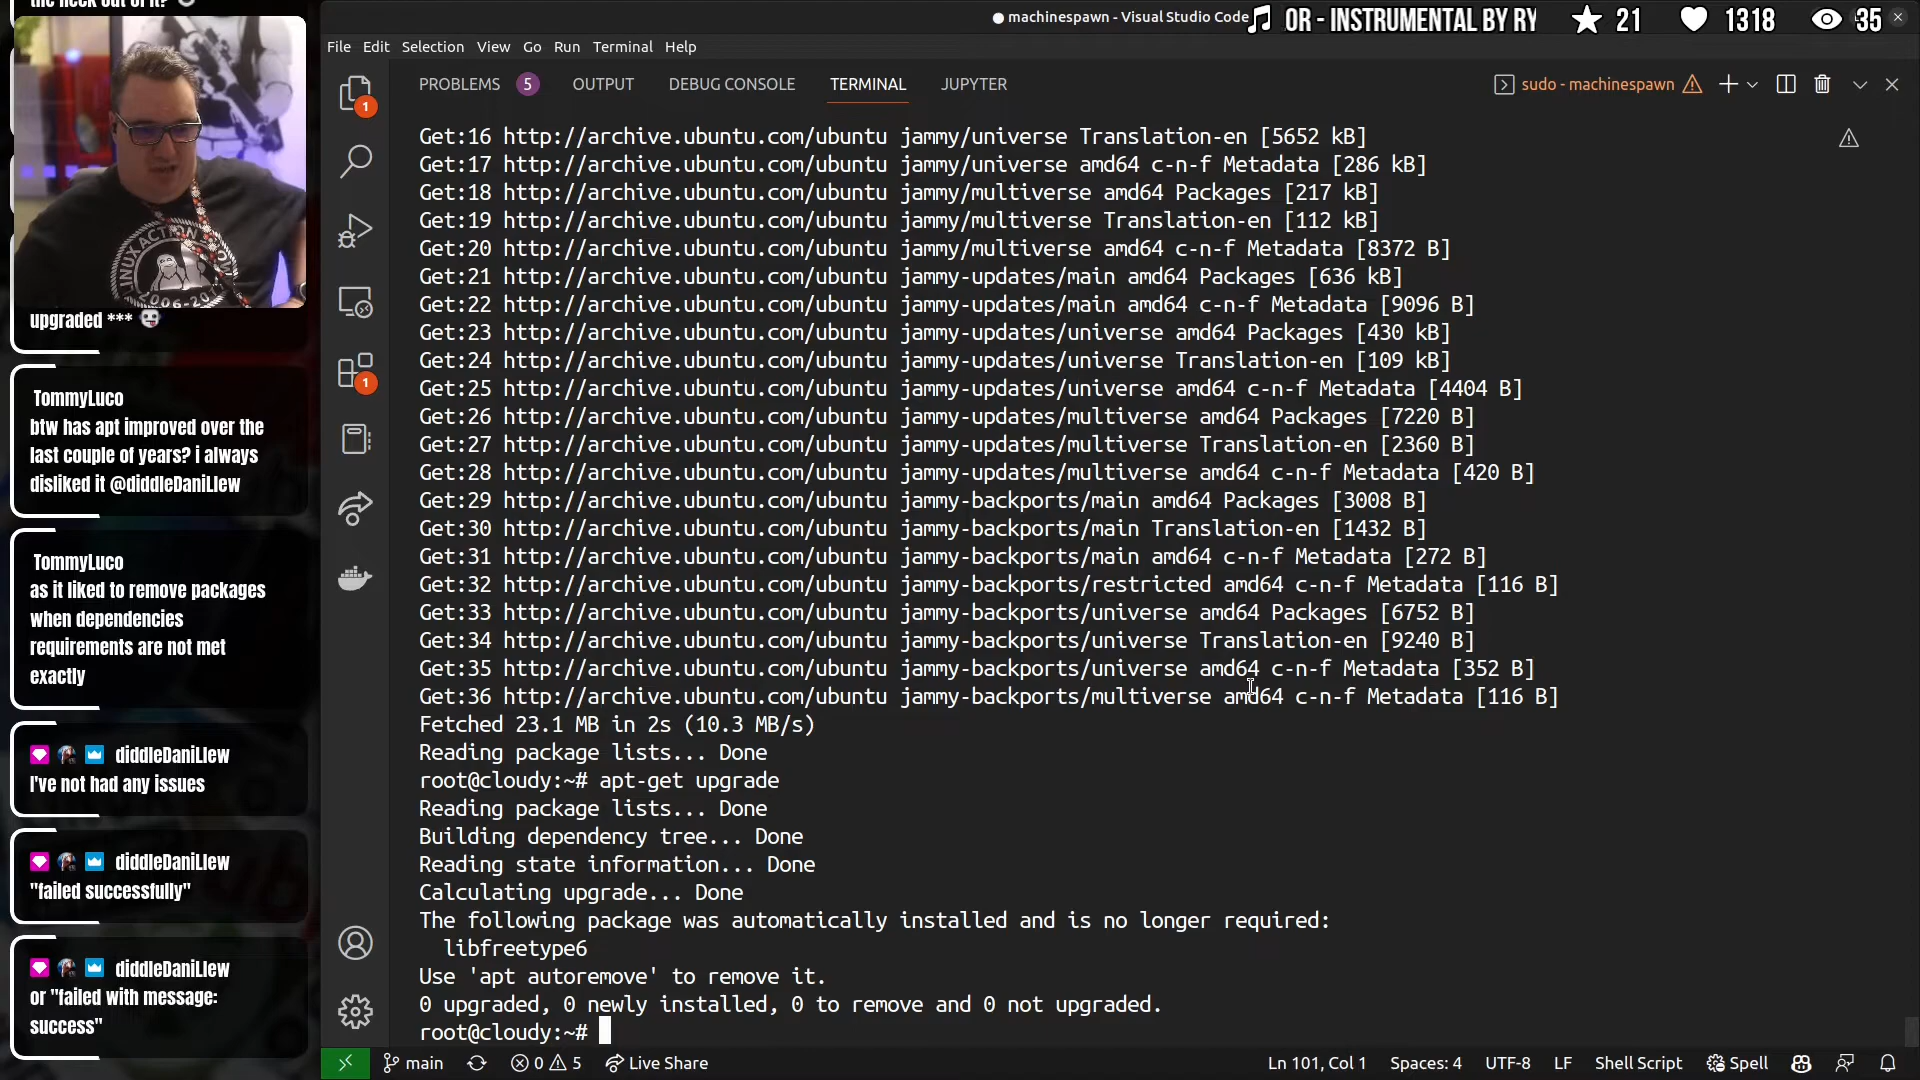 the heck out of it?
upgraded ***
TommyLuco
btw has apt improved over the
last couple of years? i always
disliked it @diddleDaniLlew
TommyLuco
as it liked to remove packages
when dependencies
requirements are not met
exactly
diddleDaniLlew
I've not had any issues
diddleDaniLlew
"failed successfully"
diddleDaniLlew
or "failed with message:
success"
LINUX ACTION SHOW
2006-20
● machinespawn - Visual Studio Code
OR - INSTRUMENTAL BY RY
21
1318
35
File Edit Selection View Go Run Terminal Help
PROBLEMS 5 OUTPUT DEBUG CONSOLE TERMINAL JUPYTER
sudo - machinespawn
1
1
Get:16 http://archive.ubuntu.com/ubuntu jammy/universe Translation-en [5652 kB]
Get:17 http://archive.ubuntu.com/ubuntu jammy/universe amd64 c-n-f Metadata [286 kB]
Get:18 http://archive.ubuntu.com/ubuntu jammy/multiverse amd64 Packages [217 kB]
Get:19 http://archive.ubuntu.com/ubuntu jammy/multiverse Translation-en [112 kB]
Get:20 http://archive.ubuntu.com/ubuntu jammy/multiverse amd64 c-n-f Metadata [8372 B]
Get:21 http://archive.ubuntu.com/ubuntu jammy-updates/main amd64 Packages [636 kB]
Get:22 http://archive.ubuntu.com/ubuntu jammy-updates/main amd64 c-n-f Metadata [9096 B]
Get:23 http://archive.ubuntu.com/ubuntu jammy-updates/universe amd64 Packages [430 kB]
Get:24 http://archive.ubuntu.com/ubuntu jammy-updates/universe Translation-en [109 kB]
Get:25 http://archive.ubuntu.com/ubuntu jammy-updates/universe amd64 c-n-f Metadata [4404 B]
Get:26 http://archive.ubuntu.com/ubuntu jammy-updates/multiverse amd64 Packages [7220 B]
Get:27 http://archive.ubuntu.com/ubuntu jammy-updates/multiverse Translation-en [2360 B]
Get:28 http://archive.ubuntu.com/ubuntu jammy-updates/multiverse amd64 c-n-f Metadata [420 B]
Get:29 http://archive.ubuntu.com/ubuntu jammy-backports/main amd64 Packages [3008 B]
Get:30 http://archive.ubuntu.com/ubuntu jammy-backports/main Translation-en [1432 B]
Get:31 http://archive.ubuntu.com/ubuntu jammy-backports/main amd64 c-n-f Metadata [272 B]
Get:32 http://archive.ubuntu.com/ubuntu jammy-backports/restricted amd64 c-n-f Metadata [116 B]
Get:33 http://archive.ubuntu.com/ubuntu jammy-backports/universe amd64 Packages [6752 B]
Get:34 http://archive.ubuntu.com/ubuntu jammy-backports/universe Translation-en [9240 B]
Get:35 http://archive.ubuntu.com/ubuntu jammy-backports/universe amd64 c-n-f Metadata [352 B]
Get:36 http://archive.ubuntu.com/ubuntu jammy-backports/multiverse amd64 c-n-f Metadata [116 B]
Fetched 23.1 MB in 2s (10.3 MB/s)
Reading package lists... Done
root@cloudy:~# apt-get upgrade
Reading package lists... Done
Building dependency tree... Done
Reading state information... Done
Calculating upgrade... Done
The following package was automatically installed and is no longer required:
libfreetype6
Use 'apt autoremove' to remove it.
0 upgraded, 0 newly installed, 0 to remove and 0 not upgraded.
root@cloudy:~#
main 0 5 Live Share Ln 101, Col 1 Spaces: 4 UTF-8 LF Shell Script Spell